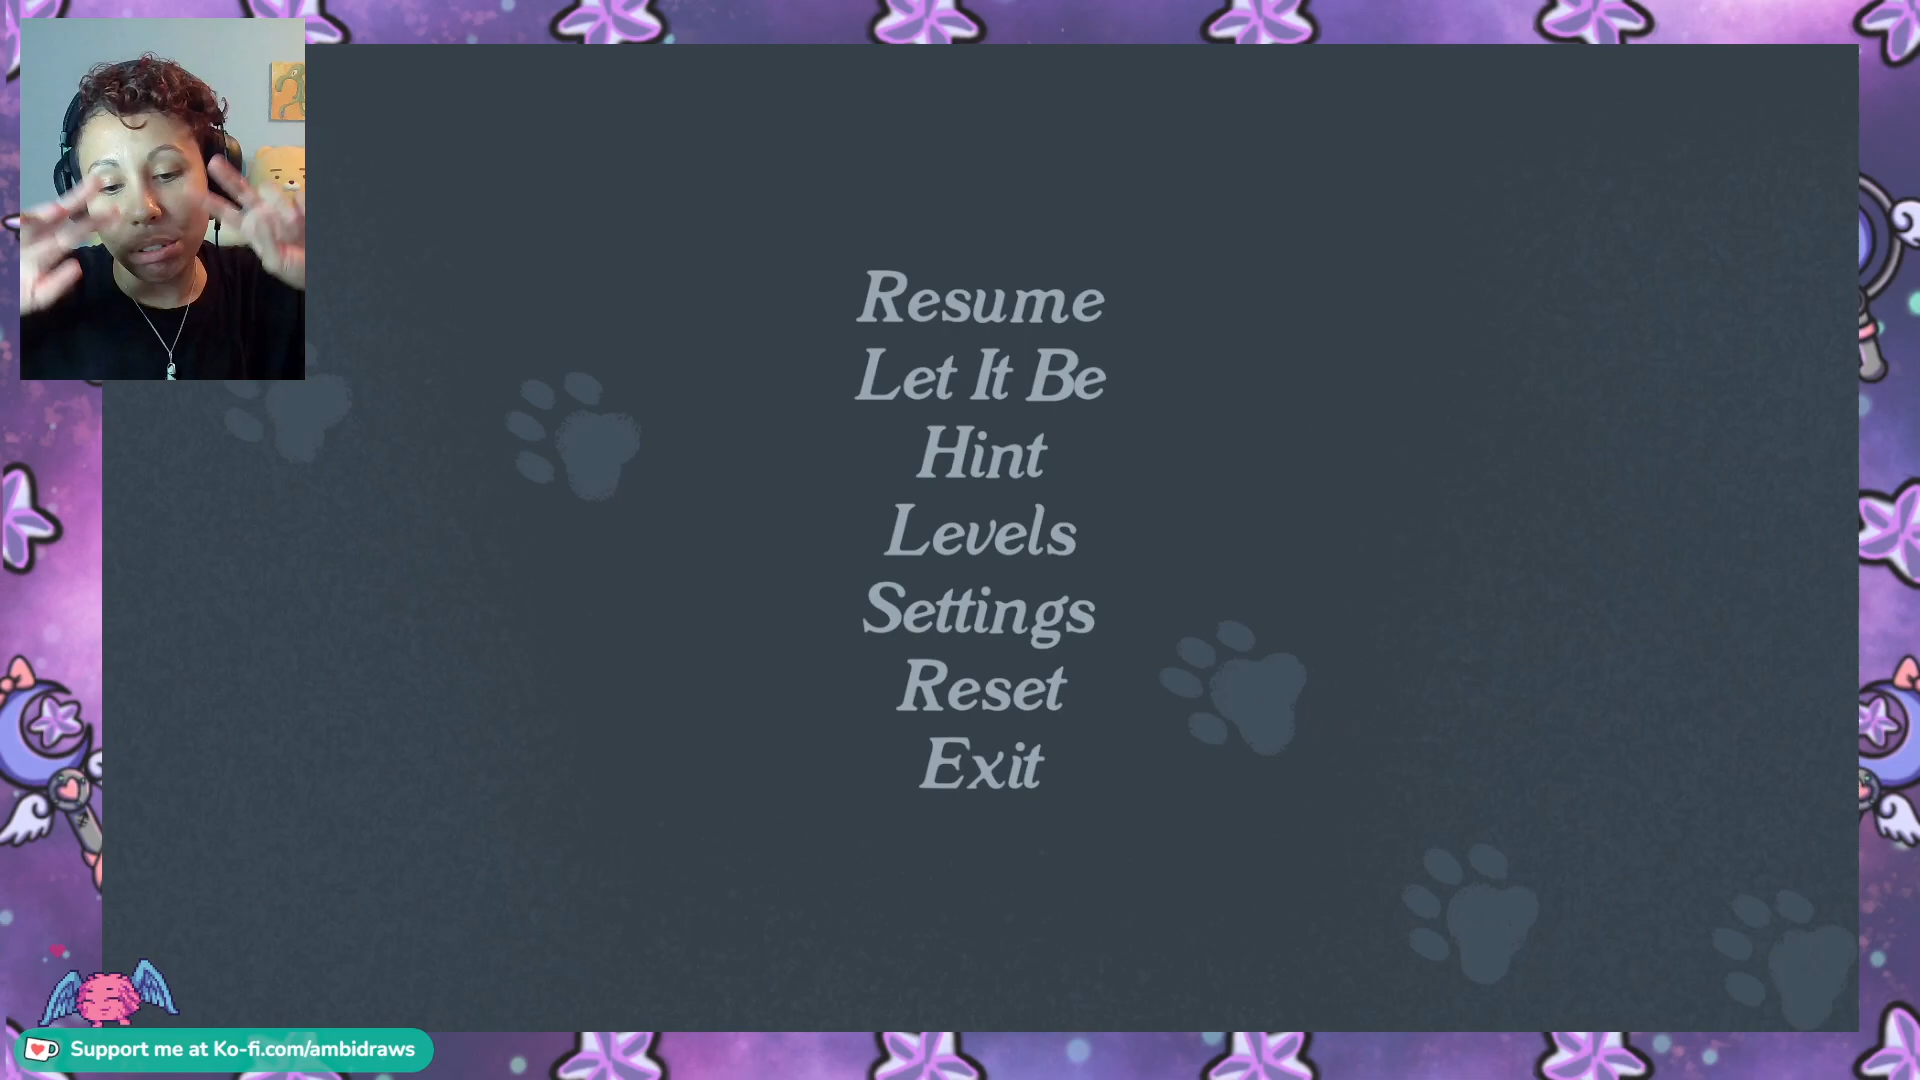 Resume
Let It Be
Hint
Levels
Settings
Reset
Exit
Support me at Ko-fi.com/ambidraws